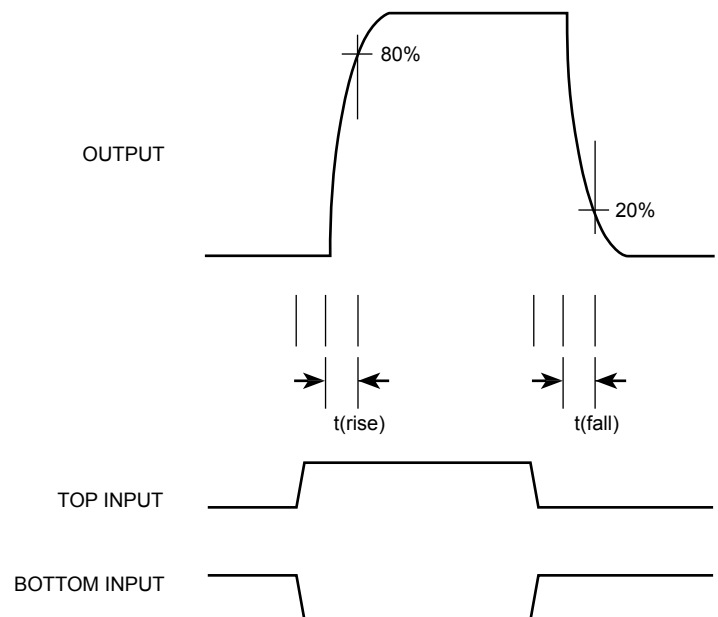 80%
OUTPUT
20%
t(rise)
t(fall)
TOP INPUT
BOTTOM INPUT